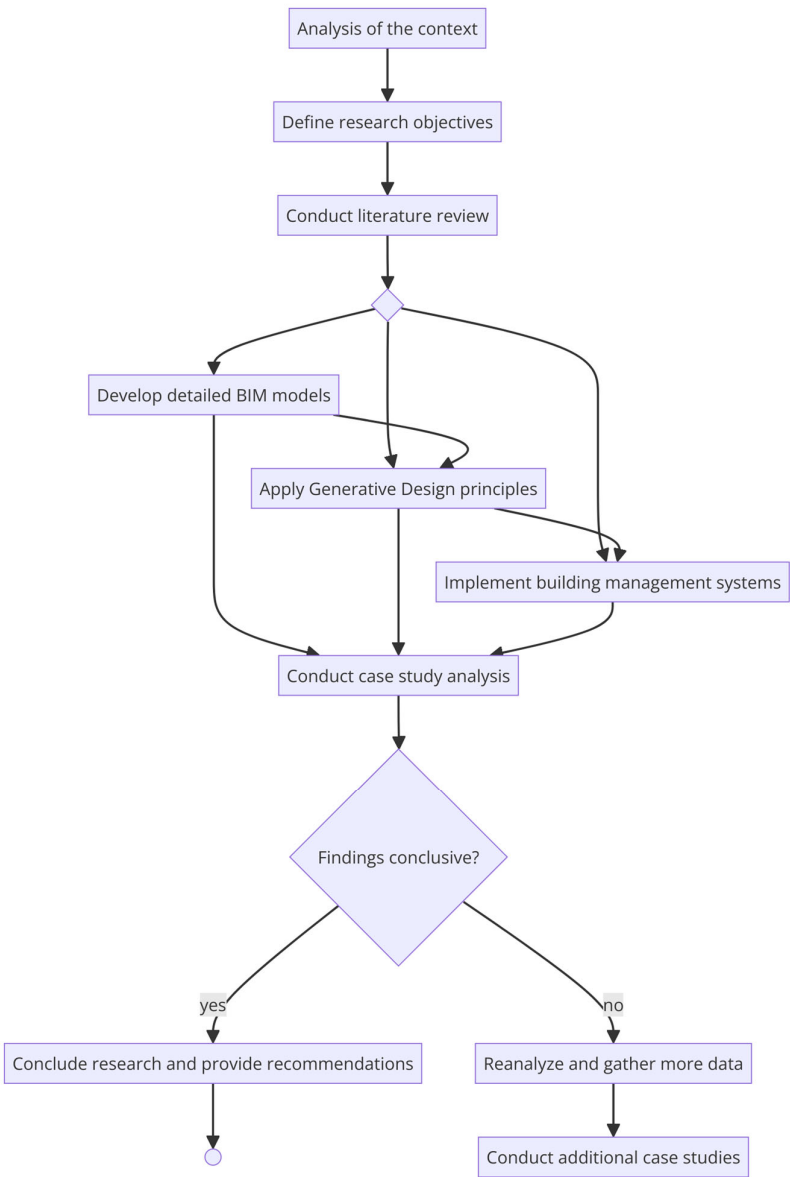 Analysis of the context
Define research objectives
Conduct literature review
Develop detailed BIM models
Apply Generative Design principles
Implement building management systems
Conduct case study analysis
Findings conclusive?
yes
no
Conclude research and provide recommendations
Reanalyze and gather more data
Conduct additional case studies